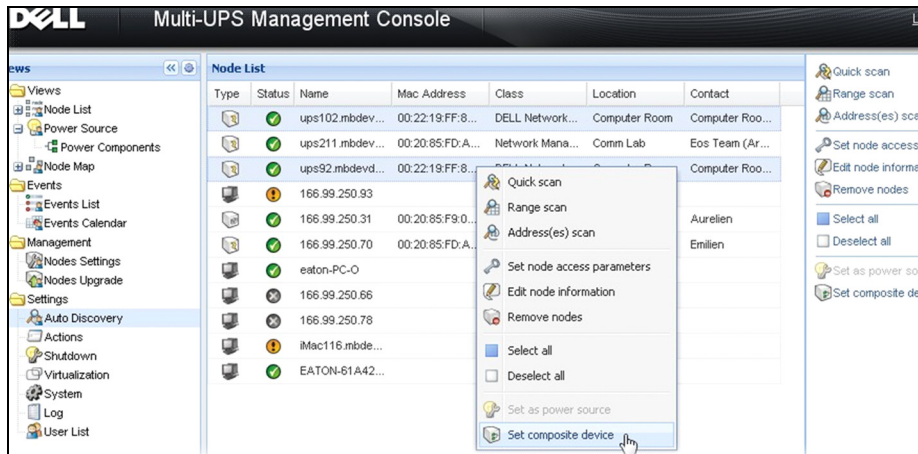 DELL Multi-UPS Management Console
ews
Views
Node List
Power Source
Power Components
Node Map
Events
Events List
Events Calendar
Management
Nodes Settings
Nodes Upgrade
Settings
Auto Discovery
Actions
Shutdown
Virtualization
System
Log
User List
Node List
Type Status Name Mac Address Class Location Contact
ups102.mbdev... 00:22:19:FF:8... DELL Network... Computer Room Computer Roo...
ups211.mbdev... 00:20:85:FD:A... Network Mana... Comm Lab Eos Team (Ar...
ups92.mbdevd... 00:22:19:FF:8... Computer Roo...
166.99.250.93
166.99.250.31 00:20:85:F9:0... Aurelien
166.99.250.70 00:20:85:FD:A... Emilien
eaton-PC-O
166.99.250.66
166.99.250.78
iMac116.mbde...
EATON-61A42...
Quick scan
Range scan
Address(es) scan
Set node access parameters
Edit node information
Remove nodes
Select all
Deselect all
Set as power source
Set composite device
Quick scan
Range scan
Address(es) sca
Set node access
Edit node informa
Remove nodes
Select all
Deselect all
Set as power sou
Set composite de